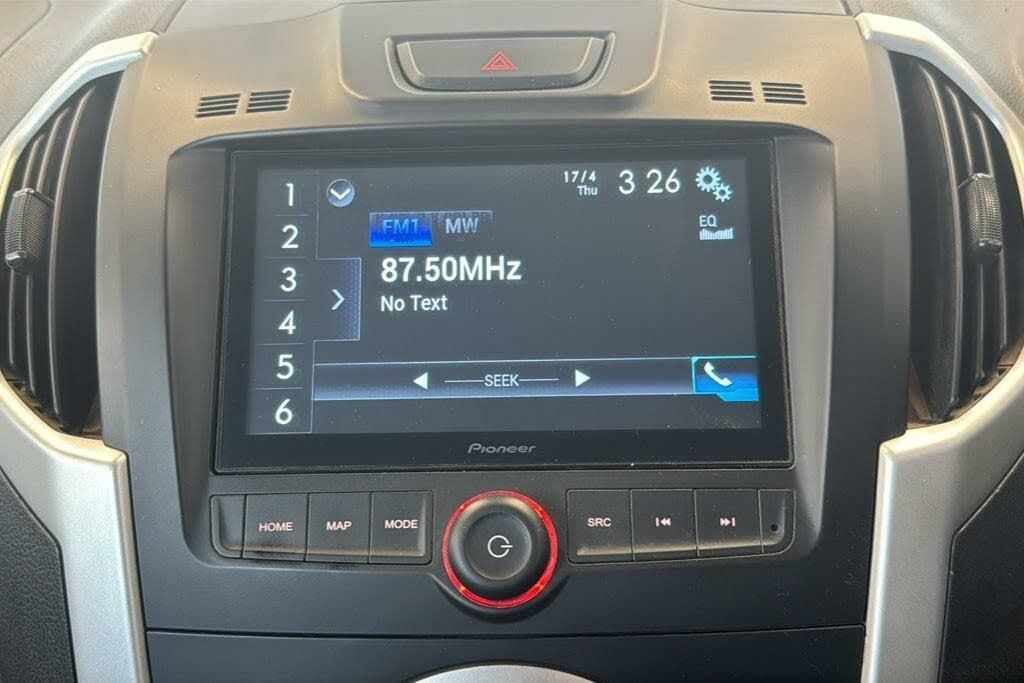 17/4
Thu
3 26
EQ
1
2
3
4
5
6
FM1 MW
87.50MHz
No Text
SEEK
Pioneer
HOME MAP MODE SRC